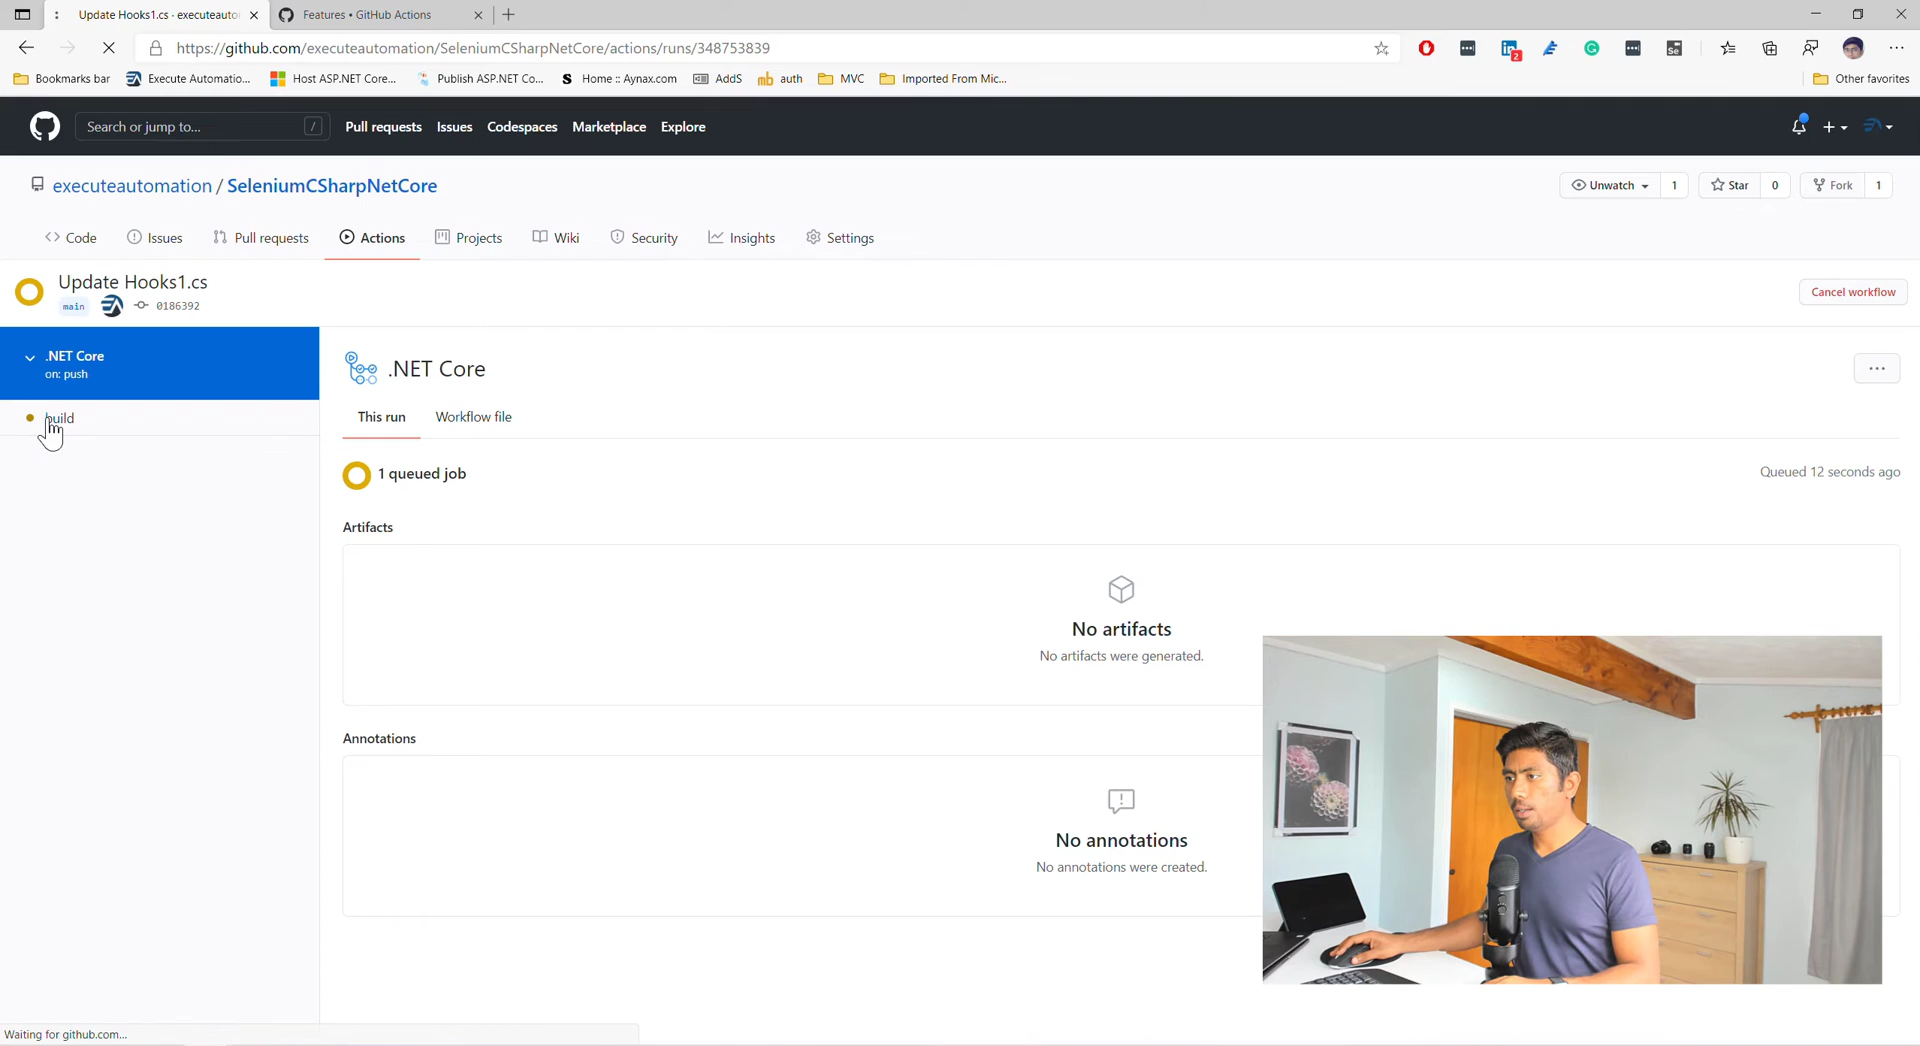 Update Hooks1.cs · executeauto
Features • GitHub Actions
https://github.com/executeautomation/SeleniumCSharpNetCore/actions/runs/348753839
2
Bookmarks bar
Execute Automatio...
Host ASP.NET Core...
Publish ASP.NET Co...
Home :: Aynax.com
AddS
auth
MVC
Imported From Mic...
Other favorites
Search or jump to...
/
Pull requests
Issues
Codespaces
Marketplace
Explore
executeautomation / SeleniumCSharpNetCore
Unwatch
1
Star
0
Fork
1
Code
Issues
Pull requests
Actions
Projects
Wiki
Security
Insights
Settings
Update Hooks1.cs
main
0186392
Cancel workflow
.NET Core
on: push
build
.NET Core
This run
Workflow file
1 queued job
Queued 12 seconds ago
Artifacts
No artifacts
No artifacts were generated.
Annotations
No annotations
No annotations were created.
Waiting for github.com...